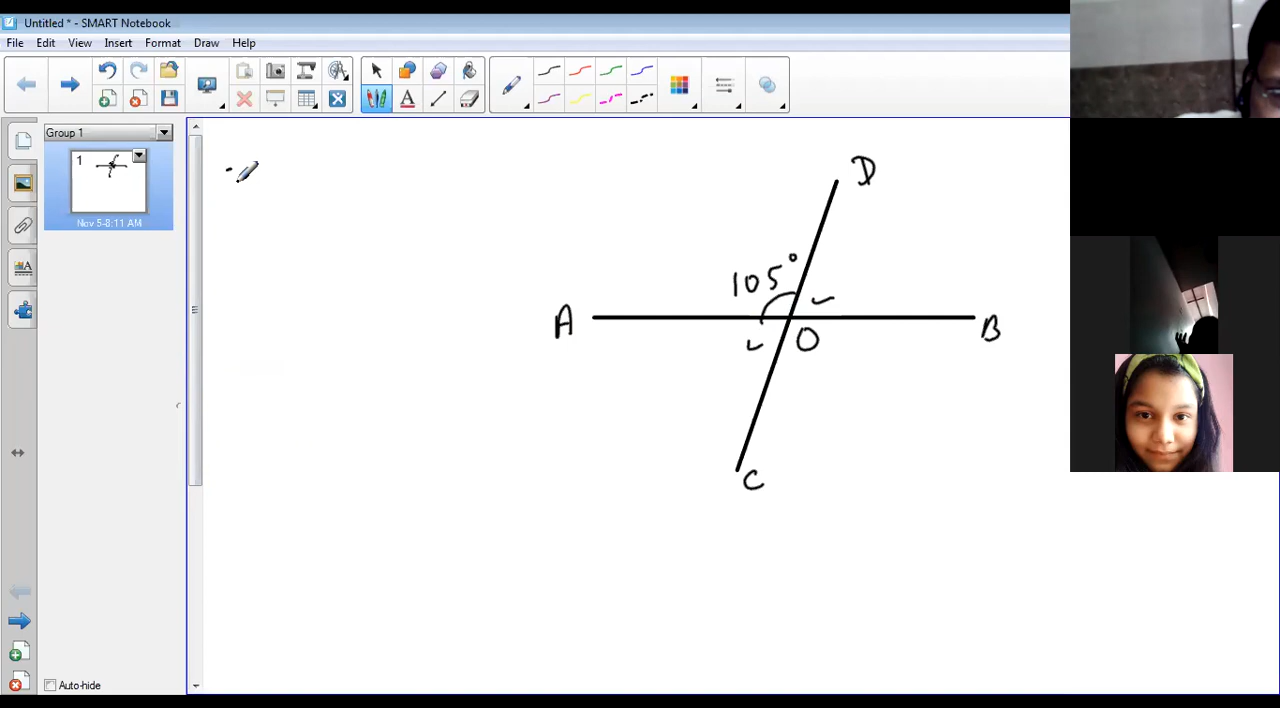 Untitled * - SMART Notebook
File Edit View Insert Format Draw Help
Group 1
1
Nov 5-8:11 AM
D
105°
A
O
B
C
Auto-hide